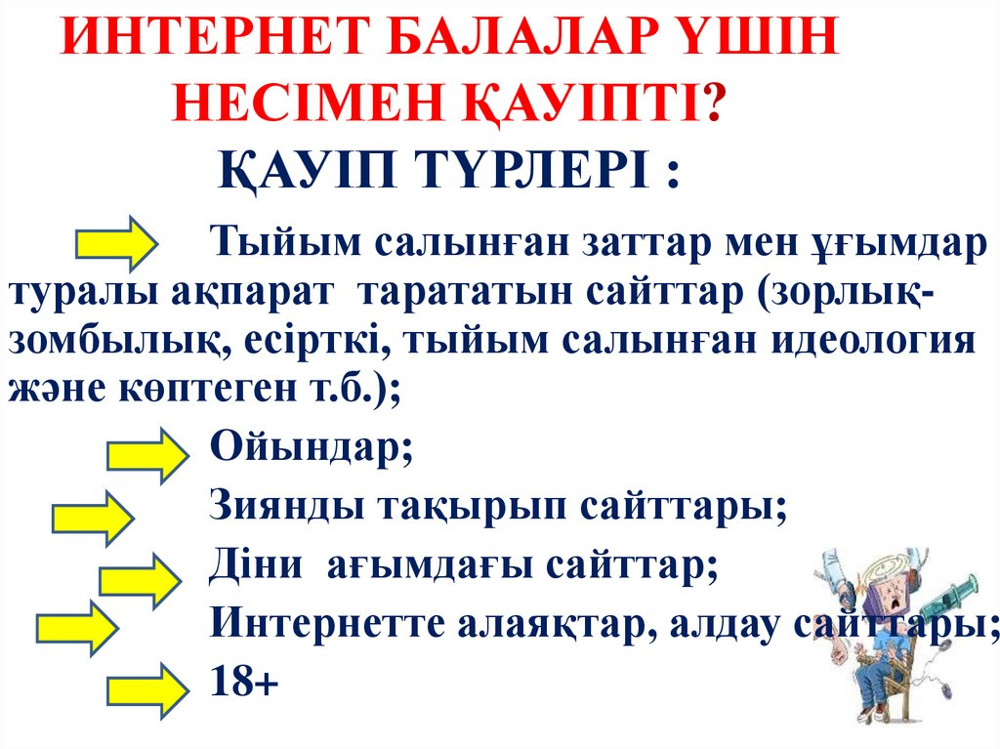 ИНТЕРНЕТ БАЛАЛАР ҮШІН
НЕСІМЕН ҚАУІПТІ?
ҚАУІП ТҮРЛЕРІ :
Тыйым салынған заттар мен ұғымдар
туралы ақпарат тарататын сайттар (зорлық-
зомбылық, есірткі, тыйым салынған идеология
және көптеген т.б.);
Ойындар;
Зиянды тақырып сайттары;
Діни ағымдағы сайттар;
Интернетте алаяқтар, алдау сайттары;
18+